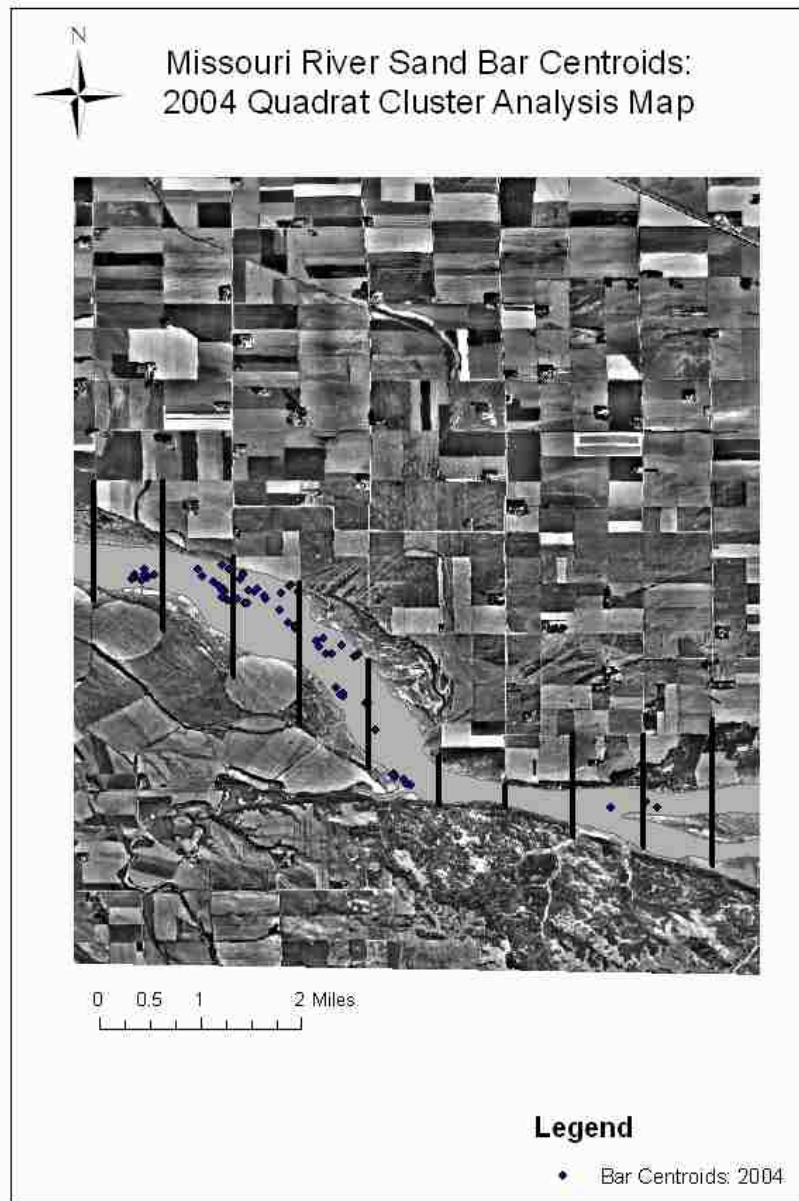 N
Missouri River Sand Bar Centroids:
2004 Quadrat Cluster Analysis Map
0 0.5 1 2 Miles
Legend
Bar Centroids: 2004